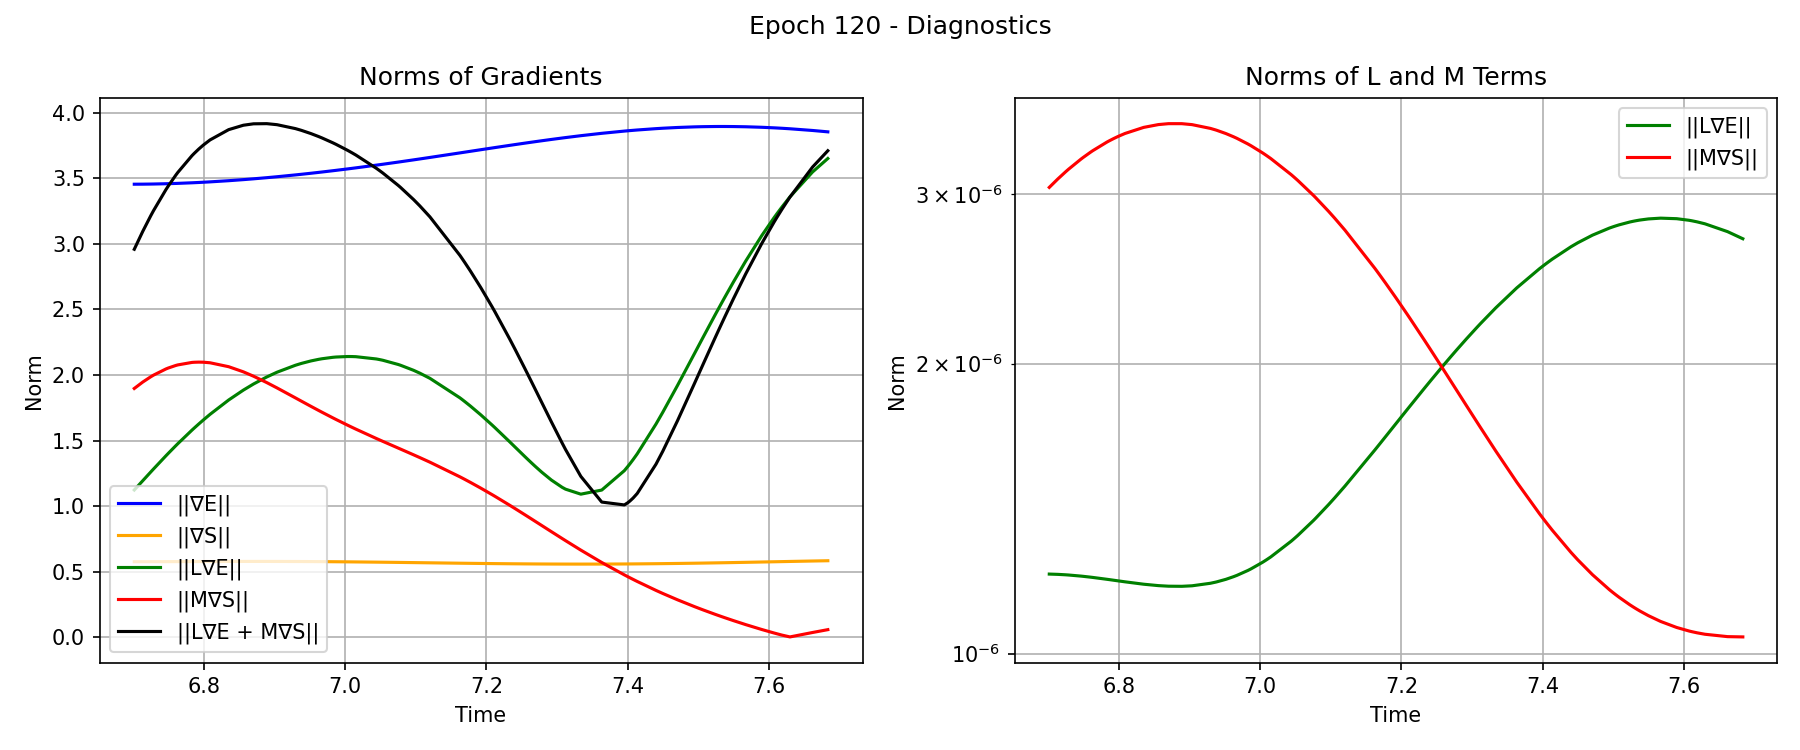 Epoch 120 - Diagnostics
Norms of Gradients
Norm
4.0
3.5
3.0
2.5
2.0
1.5
1.0
0.5
0.0
||∇E||
||∇S||
||L∇E||
||M∇S||
||L∇E + M∇S||
6.8
7.0
7.2
7.4
7.6
Time
Norms of L and M Terms
Norm
3 × 10⁻⁶
2 × 10⁻⁶
10⁻⁶
||L∇E||
||M∇S||
6.8
7.0
7.2
7.4
7.6
Time